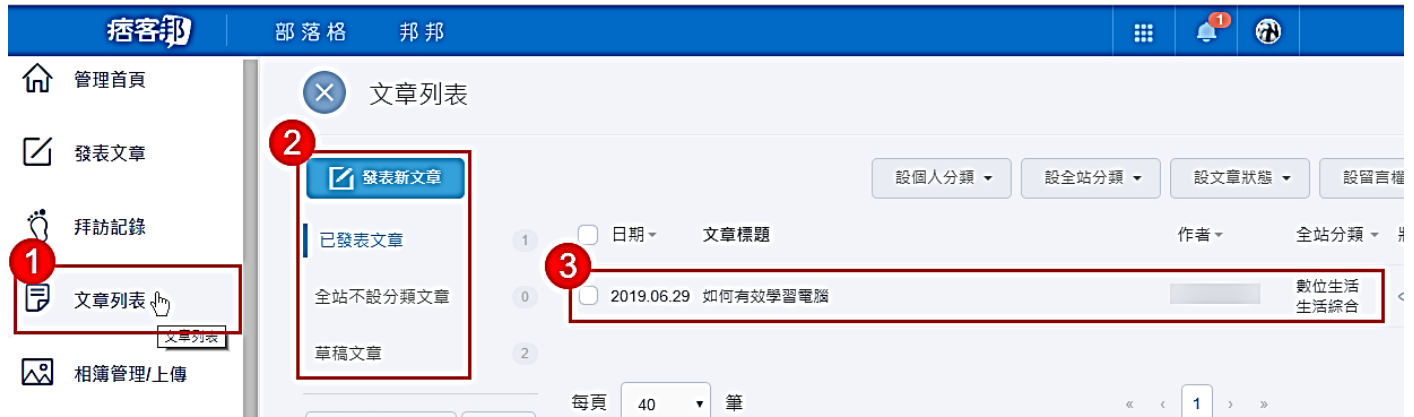 痞客邦 部落格 邦邦 1
管理首頁
發表文章
拜訪記錄
1
文章列表
文章列表
相簿管理/上傳
文章列表
2
發表新文章
已發表文章 1
全站不設分類文章 0
草稿文章 2
設個人分類 設全站分類 設文章狀態 設留言權
日期 文章標題 作者 全站分類
3
2019.06.29 如何有效學習電腦 數位生活
生活綜合
每頁 40 筆 « ‹ 1 › »